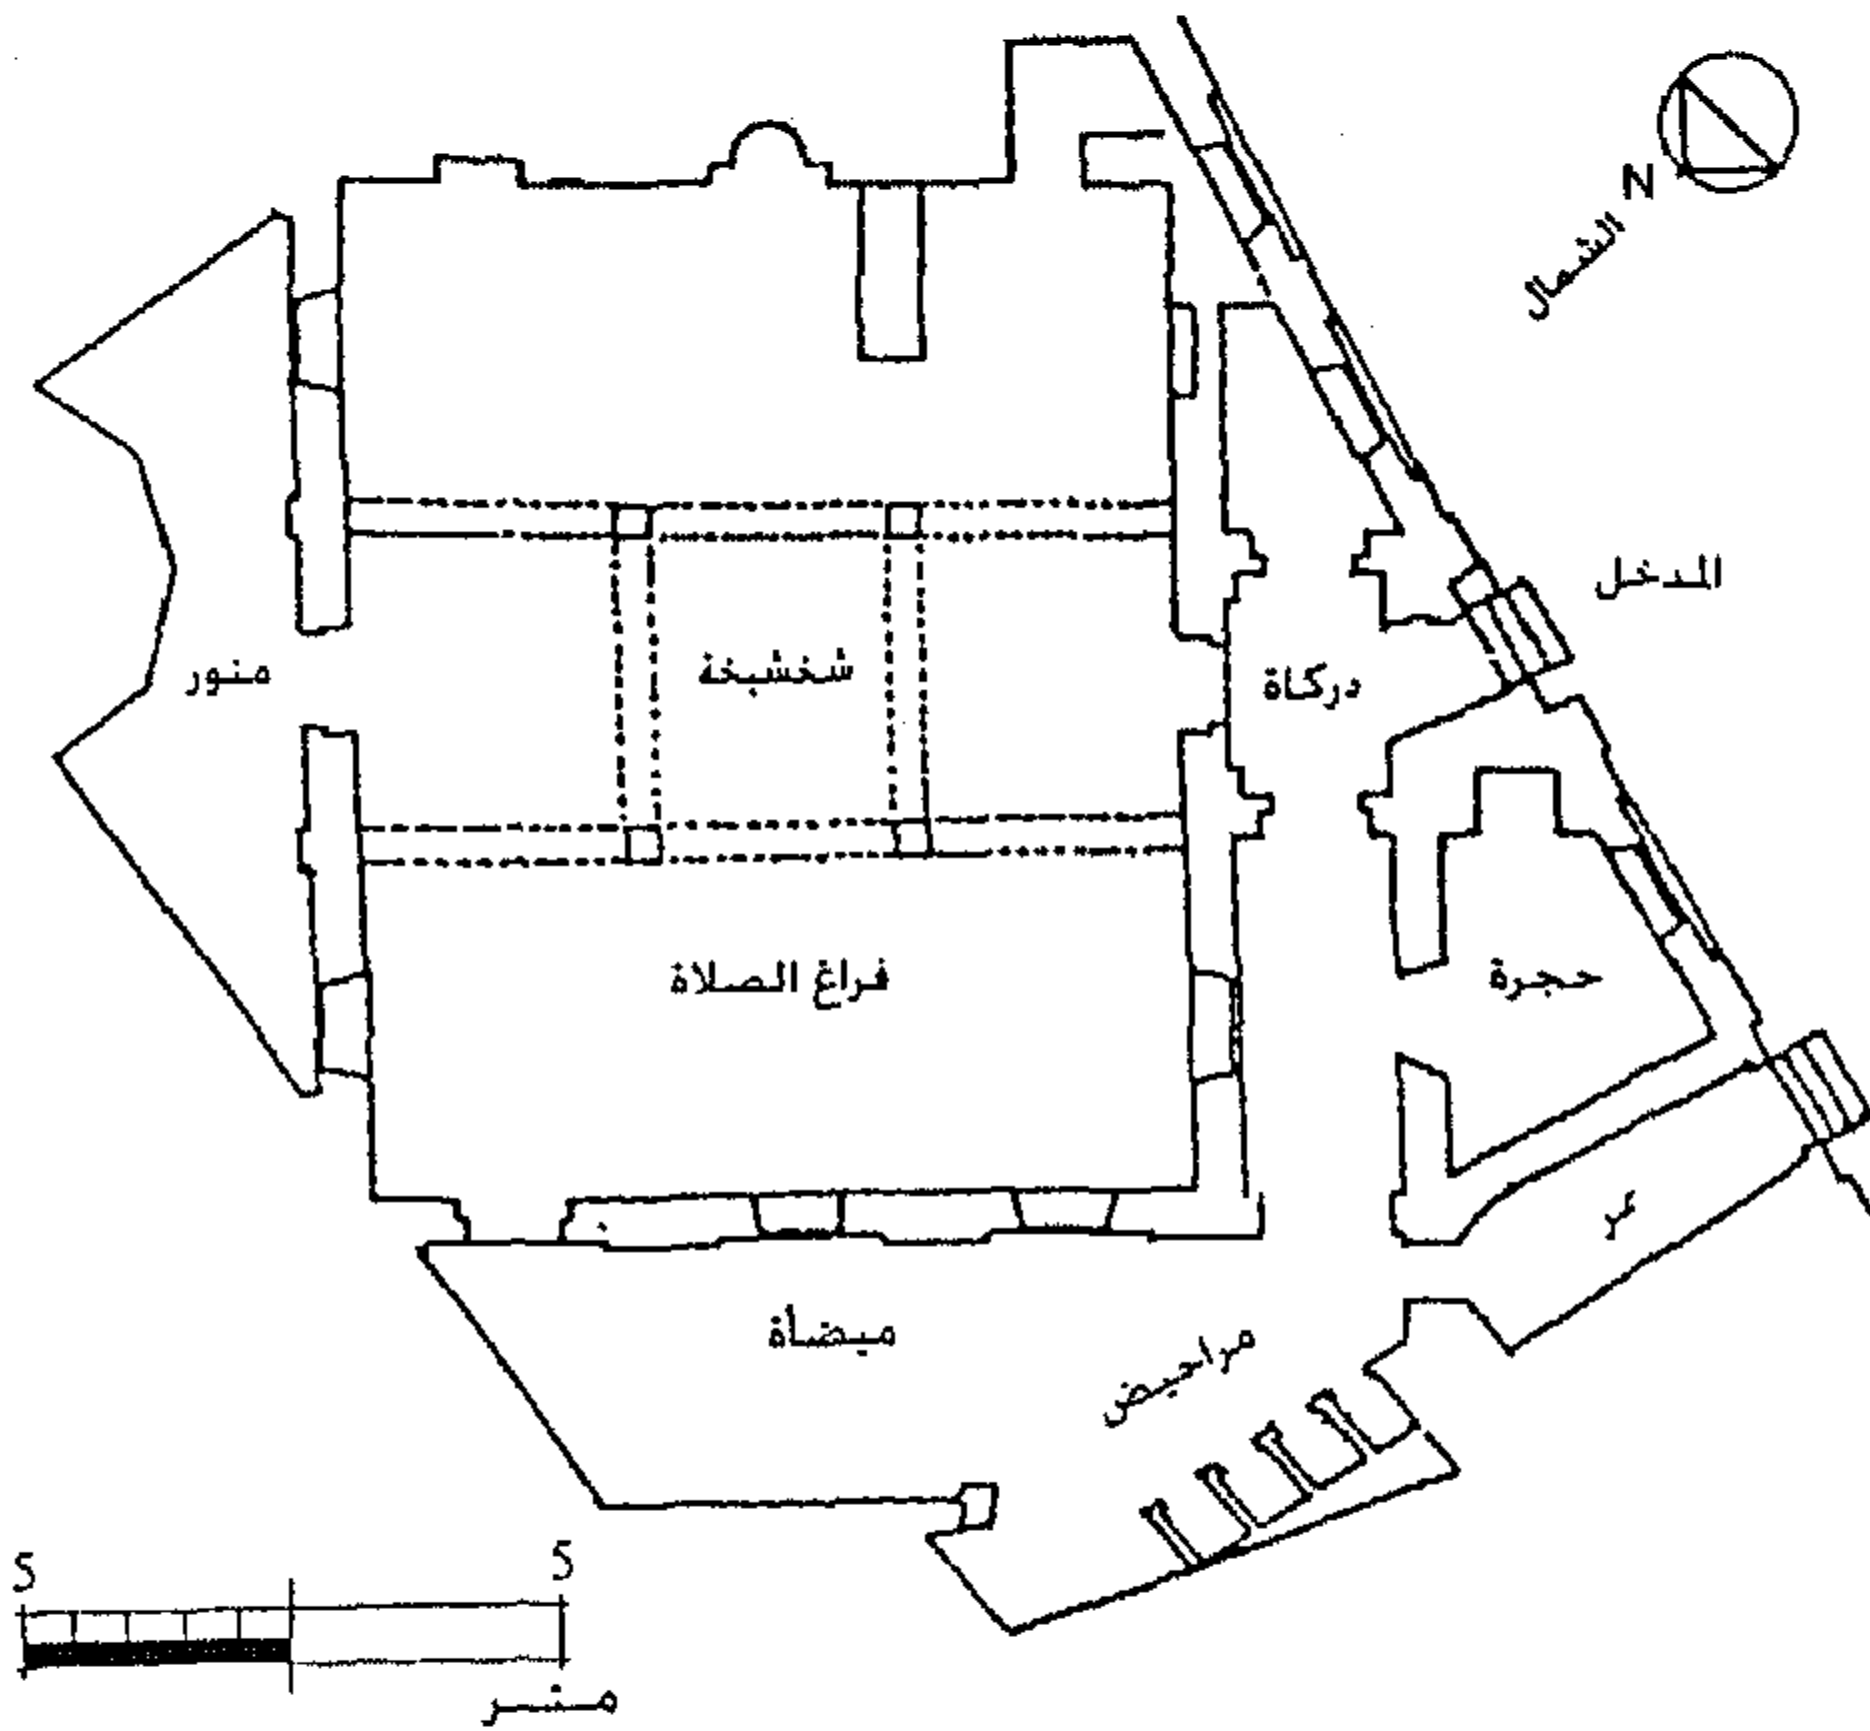 N
الشمال
المدخل
منور
شخشيخة
دركاة
فراغ الصلاة
حجرة
ممر
ميضاة
مراحيض
5 5
متر